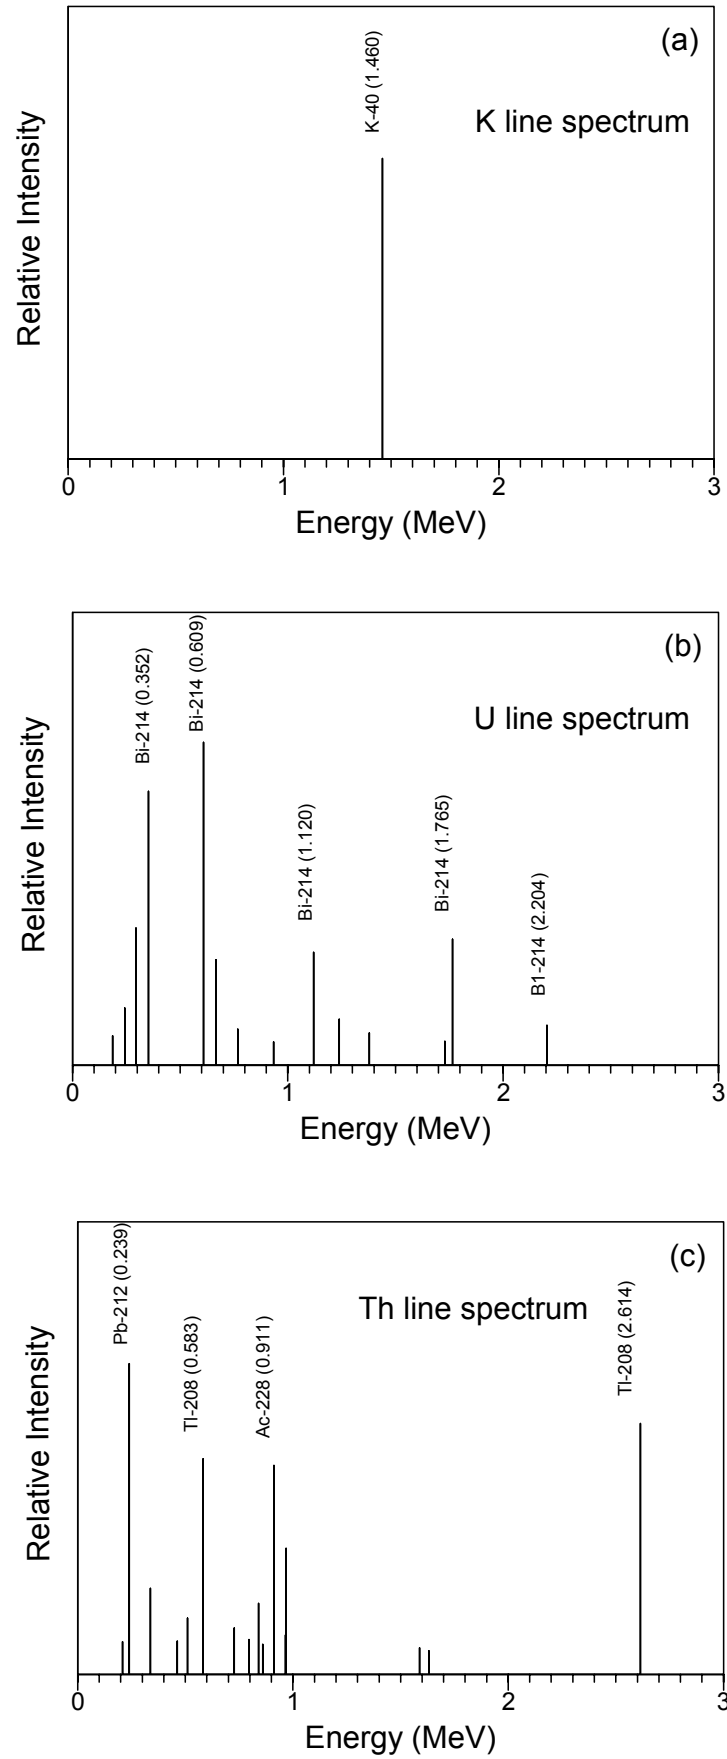 (a)
K-40 (1.460)
K line spectrum
Relative Intensity
0 1 2 3
Energy (MeV)
(b)
Bi-214 (0.352)
Bi-214 (0.609)
U line spectrum
Bi-214 (1.120)
Bi-214 (1.765)
B1-214 (2.204)
Relative Intensity
0 1 2 3
Energy (MeV)
(c)
Pb-212 (0.239)
Tl-208 (0.583)
Ac-228 (0.911)
Th line spectrum
Tl-208 (2.614)
Relative Intensity
0 1 2 3
Energy (MeV)